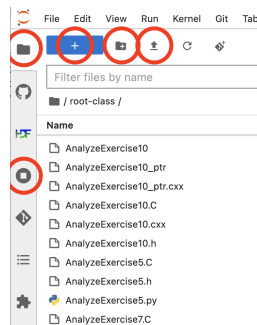 File Edit View Run Kernel Git Tab
+
Filter files by name
/ root-class /
Name
HDF
AnalyzeExercise10
AnalyzeExercise10_ptr
AnalyzeExercise10_ptr.cxx
AnalyzeExercise10.C
AnalyzeExercise10.cxx
AnalyzeExercise10.h
AnalyzeExercise5.C
AnalyzeExercise5.h
AnalyzeExercise5.py
AnalyzeExercise7.C